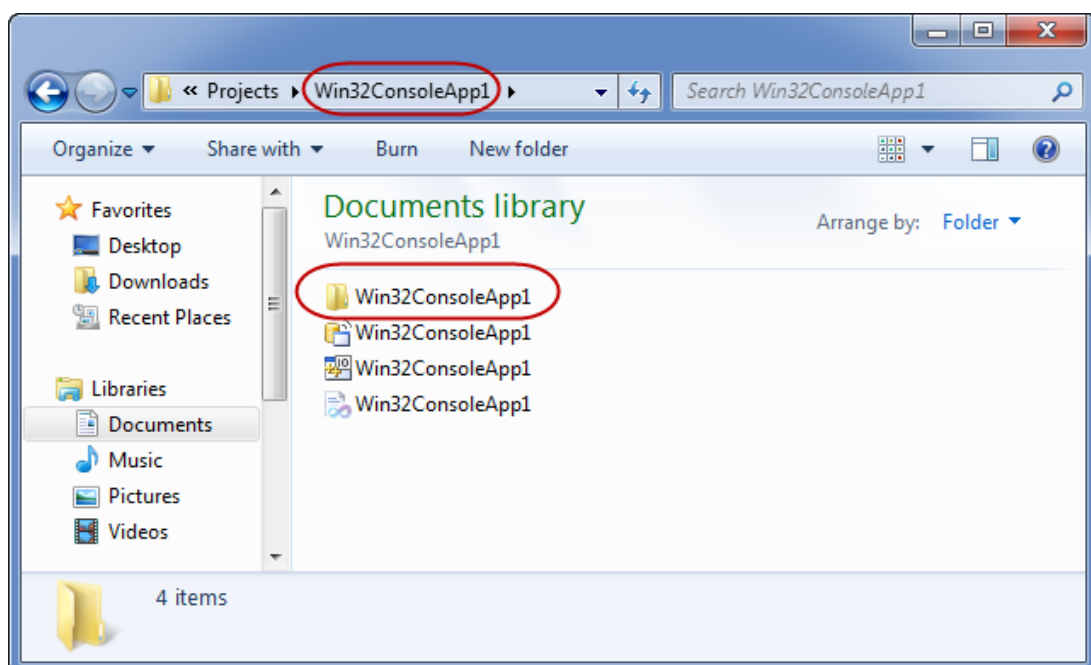 « Projects ▸ Win32ConsoleApp1 ▸ Search Win32ConsoleApp1
Organize ▾ Share with ▾ Burn New folder
Favorites
Desktop
Downloads
Recent Places
Libraries
Documents
Music
Pictures
Videos
Documents library
Win32ConsoleApp1
Arrange by: Folder ▾
Win32ConsoleApp1
Win32ConsoleApp1
Win32ConsoleApp1
Win32ConsoleApp1
4 items